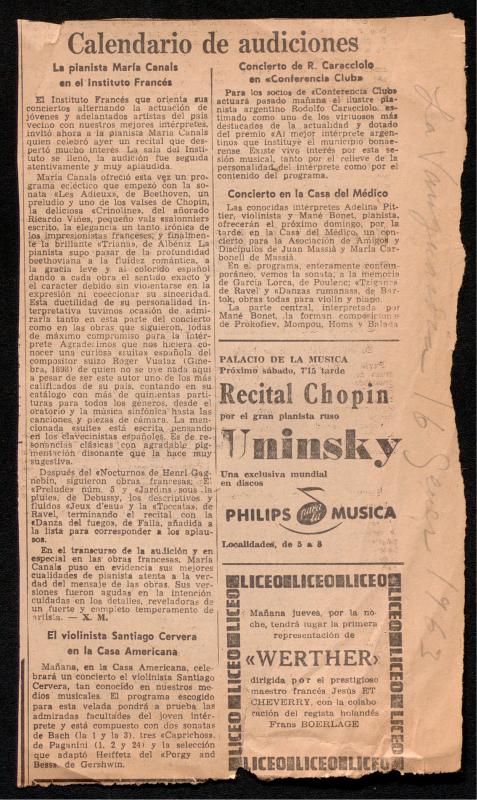 Calendario de audiciones
La pianista María Canals
en el Instituto Francés
El Instituto Francés que orienta sus
conciertos alternando la actuación de
jóvenes y adelantados artistas del país
vecino con nuestros mejores intérpretes,
invitó ahora a la pianista María Canals
quien celebró ayer un recital que des-
pertó mucho interés. La sala del Insti-
tuto se llenó, la audición fue seguida
atentivamente y muy aplaudida.
María Canals ofreció esta vez un pro-
grama ecléctico que empezó con la so-
nata «Les Adieux», de Beethoven, un
preludio y uno de los valses de Chopin,
la deliciosa «Crinoline», del añorado
Ricardo Viñes, pequeño vals «salonnier»
escrito, la elegancia un tanto irónica de
los impresionistas franceses; y finalmen-
te la brillante «Triana», de Albéniz. La
pianista supo pasar de la profundidad
beethoviana a la fluidez romántica, a
la gracia leve y al colorido español
dando a cada obra el sentido exacto y
el carácter debido sin violentarse en la
expresión ni coaccionar su sinceridad.
Esta ductilidad de su personalidad in-
terpretativa tuvimos ocasión de admi-
rarla tanto en esta parte del concierto
como en las obras que siguieron, todas
de máximo compromiso para la intér-
prete. Agradecimos que nos hiciera co-
nocer una curiosa «suite» española del
compositor suizo Roger Vuataz (Gine-
bra, 1898) de quien no se oye nada aquí
a pesar de ser este autor uno de los más
calificados de su país, contando en su
catálogo con más de quinientas parti-
turas para todos los géneros, desde el
oratorio y la música sinfónica hasta las
canciones y piezas de cámara. La men-
cionada «suite» está escrita pensando
en los clavecinistas españoles. Es de re-
sonancias clásicas con agradable pig-
mentación disonante que la hace muy
sugestiva.
Después del «Nocturno» de Henri Gag-
nebin, siguieron obras francesas: El
«Prelude» núm. 5 y «Jardins sous la
pluie», de Debussy, los descriptivos y
fluidos «Jeux d'eau» y la «Toccata», de
Ravel, terminando el recital con la
«Danza del fuego», de Falla, añadida a
la lista para corresponder a los aplau-
sos.
En el transcurso de la audición y en
especial en las obras francesas, María
Canals puso en evidencia sus mejores
cualidades de pianista atenta a la ver-
dad del mensaje de las obras. Sus ver-
siones fueron agudas en la intención
cuidadas en los detalles, reveladoras de
un fuerte y completo temperamento de
artista. — X. M.
El violinista Santiago Cervera
en la Casa Americana
Mañana, en la Casa Americana, cele-
brará un concierto el violinista Santiago
Cervera, tan conocido en nuestros me-
dios musicales. El programa escogido
para esta velada pondrá a prueba las
admiradas facultades del joven intér-
prete y está compuesto con dos sonatas
de Bach (la 1 y la 3), tres «Caprichos»,
de Paganini (1, 2 y 24) y la selección
que adaptó Heiffetz del «Porgy and
Bess», de Gershwin.
Concierto de R. Caracciolo
en «Conferencia Club»
Para los socios de «Conferentia Club»
actuará pasado mañana el ilustre pia-
nista argentino Rodolfo Caracciolo, es-
timado como uno de los virtuosos más
destacados de la actualidad y dotado
del premio «Al mejor intérprete argen-
tino» que instituye el municipio bonae-
rense. Existe vivo interés por esta se-
sión musical, tanto por el relieve de la
personalidad del intérprete como por el
contenido del programa.
Concierto en la Casa del Médico
Las conocidas intérpretes Adelina Pit-
tier, violinista y Mané Bonet, pianista,
ofrecerán el próximo domingo, por la
tarde, en la Casa del Médico, un con-
cierto para la Asociación de Amigos y
Discípulos de Juan Massiá y María Car-
bonell de Massiá.
En el programa, enteramente contem-
poráneo, vemos la sonata; a la memoria
de García Lorca, de Poulenc; «Tzigane»
de Ravel y «Danzas rumanas», de Bar-
tok, obras todas para violín y piano.
La parte central, interpretada por
Mané Bonet, la forman composiciones
de Prokofiev, Mompou, Homs y Balada
PALACIO DE LA MUSICA
Próximo sábado, 7'15 tarde
Recital Chopin
por el gran pianista ruso
Uninsky
Una exclusiva mundial
en discos
PHILIPS para la MUSICA
Localidades, de 5 a 8
LICEO LICEO LICEO LICEO
LICEO LICEO LICEO
LICEO LICEO LICEO
Mañana jueves, por la no-
che, tendrá lugar la primera
representación de
«WERTHER»
dirigida por el prestigioso
maestro francés Jesús ET
CHEVERRY, con la colabo
ración del regista holandés
Frans BOERLAGE
LICEO LICEO LICEO LICEO
16 Gener 1963